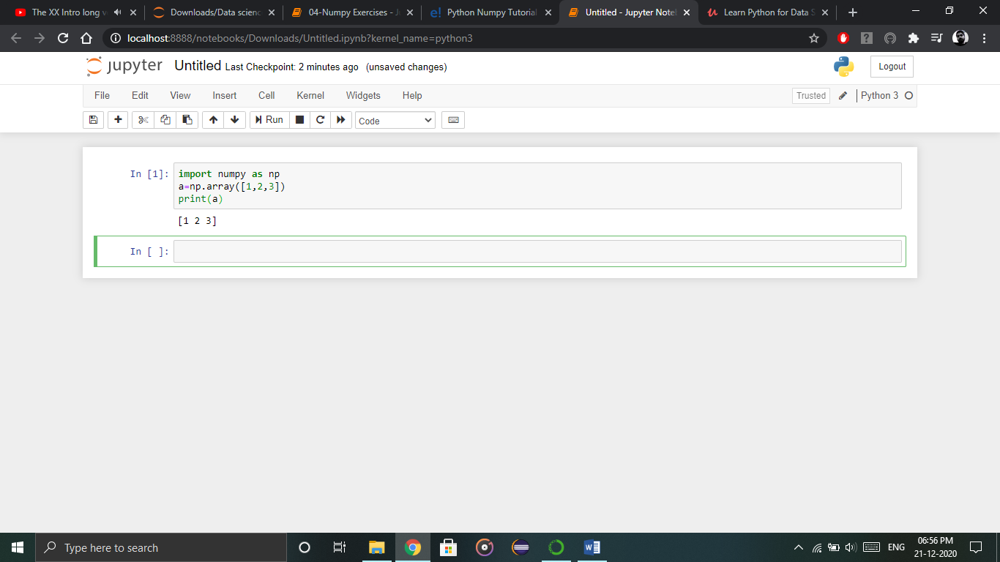 The XX Intro long v
Downloads/Data scienc
04-Numpy Exercises - J
Python Numpy Tutorial
Untitled - Jupyter Note
Learn Python for Data S
localhost:8888/notebooks/Downloads/Untitled.ipynb?kernel_name=python3
jupyter Untitled Last Checkpoint: 2 minutes ago (unsaved changes)
Logout
File Edit View Insert Cell Kernel Widgets Help
Trusted Python 3
Run Code
In [1]: import numpy as np
a=np.array([1,2,3])
print(a)
[1 2 3]
In [ ]:
Type here to search
ENG
06:56 PM
21-12-2020